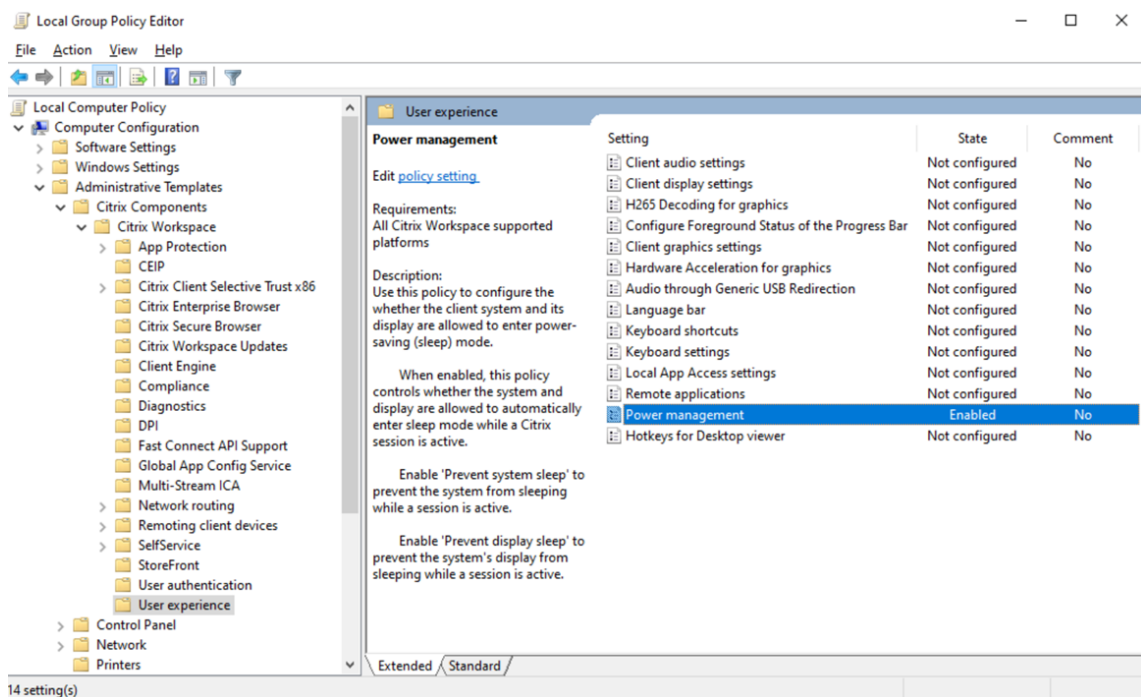 Local Group Policy Editor
File Action View Help
Local Computer Policy
Computer Configuration
Software Settings
Windows Settings
Administrative Templates
Citrix Components
Citrix Workspace
App Protection
CEIP
Citrix Client Selective Trust x86
Citrix Enterprise Browser
Citrix Secure Browser
Citrix Workspace Updates
Client Engine
Compliance
Diagnostics
DPI
Fast Connect API Support
Global App Config Service
Multi-Stream ICA
Network routing
Remoting client devices
SelfService
StoreFront
User authentication
User experience
Control Panel
Network
Printers
User experience
Power management
Edit policy setting
Requirements:
All Citrix Workspace supported
platforms
Description:
Use this policy to configure the
whether the client system and its
display are allowed to enter power-
saving (sleep) mode.
When enabled, this policy
controls whether the system and
display are allowed to automatically
enter sleep mode while a Citrix
session is active.
Enable 'Prevent system sleep' to
prevent the system from sleeping
while a session is active.
Enable 'Prevent display sleep' to
prevent the system's display from
sleeping while a session is active.
Setting State Comment
Client audio settings Not configured No
Client display settings Not configured No
H265 Decoding for graphics Not configured No
Configure Foreground Status of the Progress Bar Not configured No
Client graphics settings Not configured No
Hardware Acceleration for graphics Not configured No
Audio through Generic USB Redirection Not configured No
Language bar Not configured No
Keyboard shortcuts Not configured No
Keyboard settings Not configured No
Local App Access settings Not configured No
Remote applications Not configured No
Power management Enabled No
Hotkeys for Desktop viewer Not configured No
Extended Standard
14 setting(s)